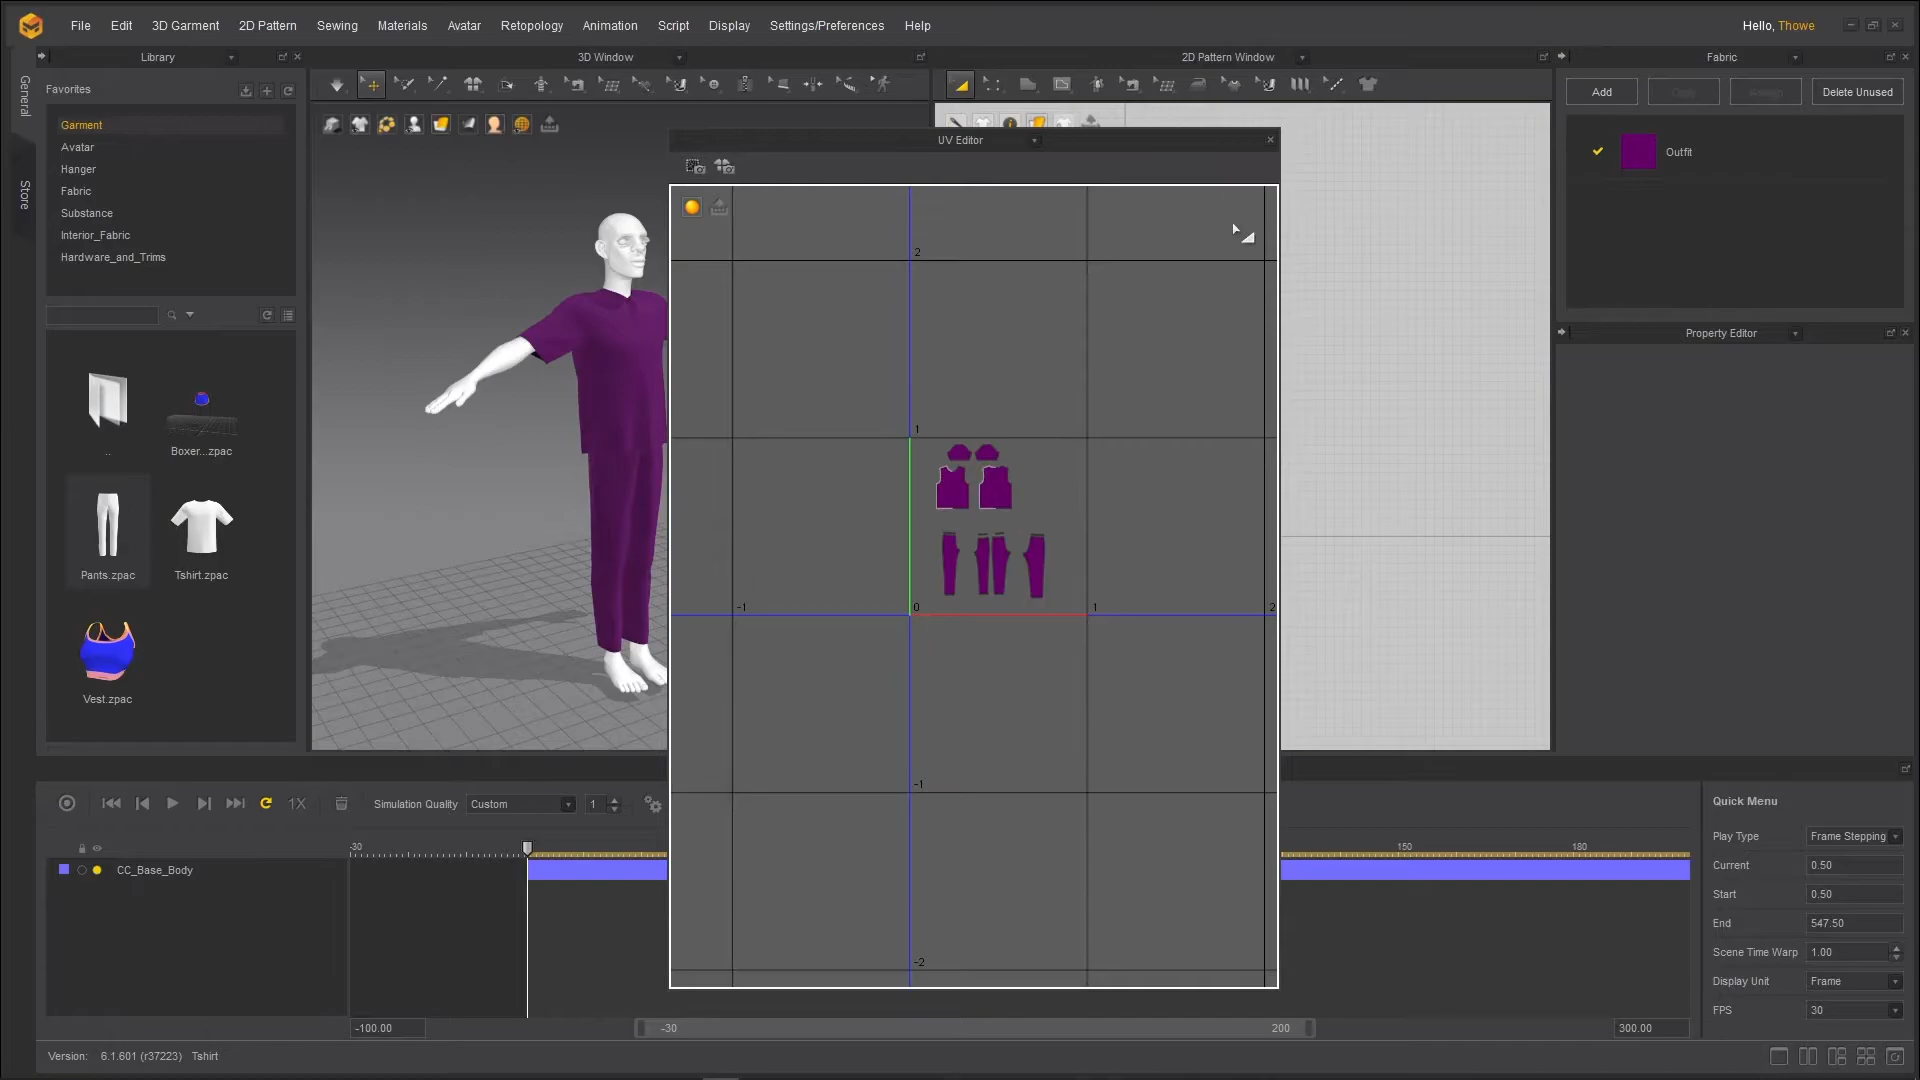 File Edit 3D Garment 2D Pattern Sewing Materials Avatar Retopology Animation Script Display Settings/Preferences Help Hello, Thowe
Library 3D Window 2D Pattern Window Fabric
General
Store
Favorites
Garment
Avatar
Hanger
Fabric
Substance
Interior_Fabric
Hardware_and_Trims
..
Boxer...zpac
Pants.zpac
Tshirt.zpac
Vest.zpac
UV Editor
2
1
-1 0 1 2
-1
-2
Add Copy Assign Delete Unused
Outfit
Property Editor
1X
Simulation Quality Custom 1
-30 150 180
CC_Base_Body
-100.00 -30 200 300.00
Quick Menu
Play Type Frame Stepping
Current 0.50
Start 0.50
End 547.50
Scene Time Warp 1.00
Display Unit Frame
FPS 30
Version: 6.1.601 (r37223) Tshirt